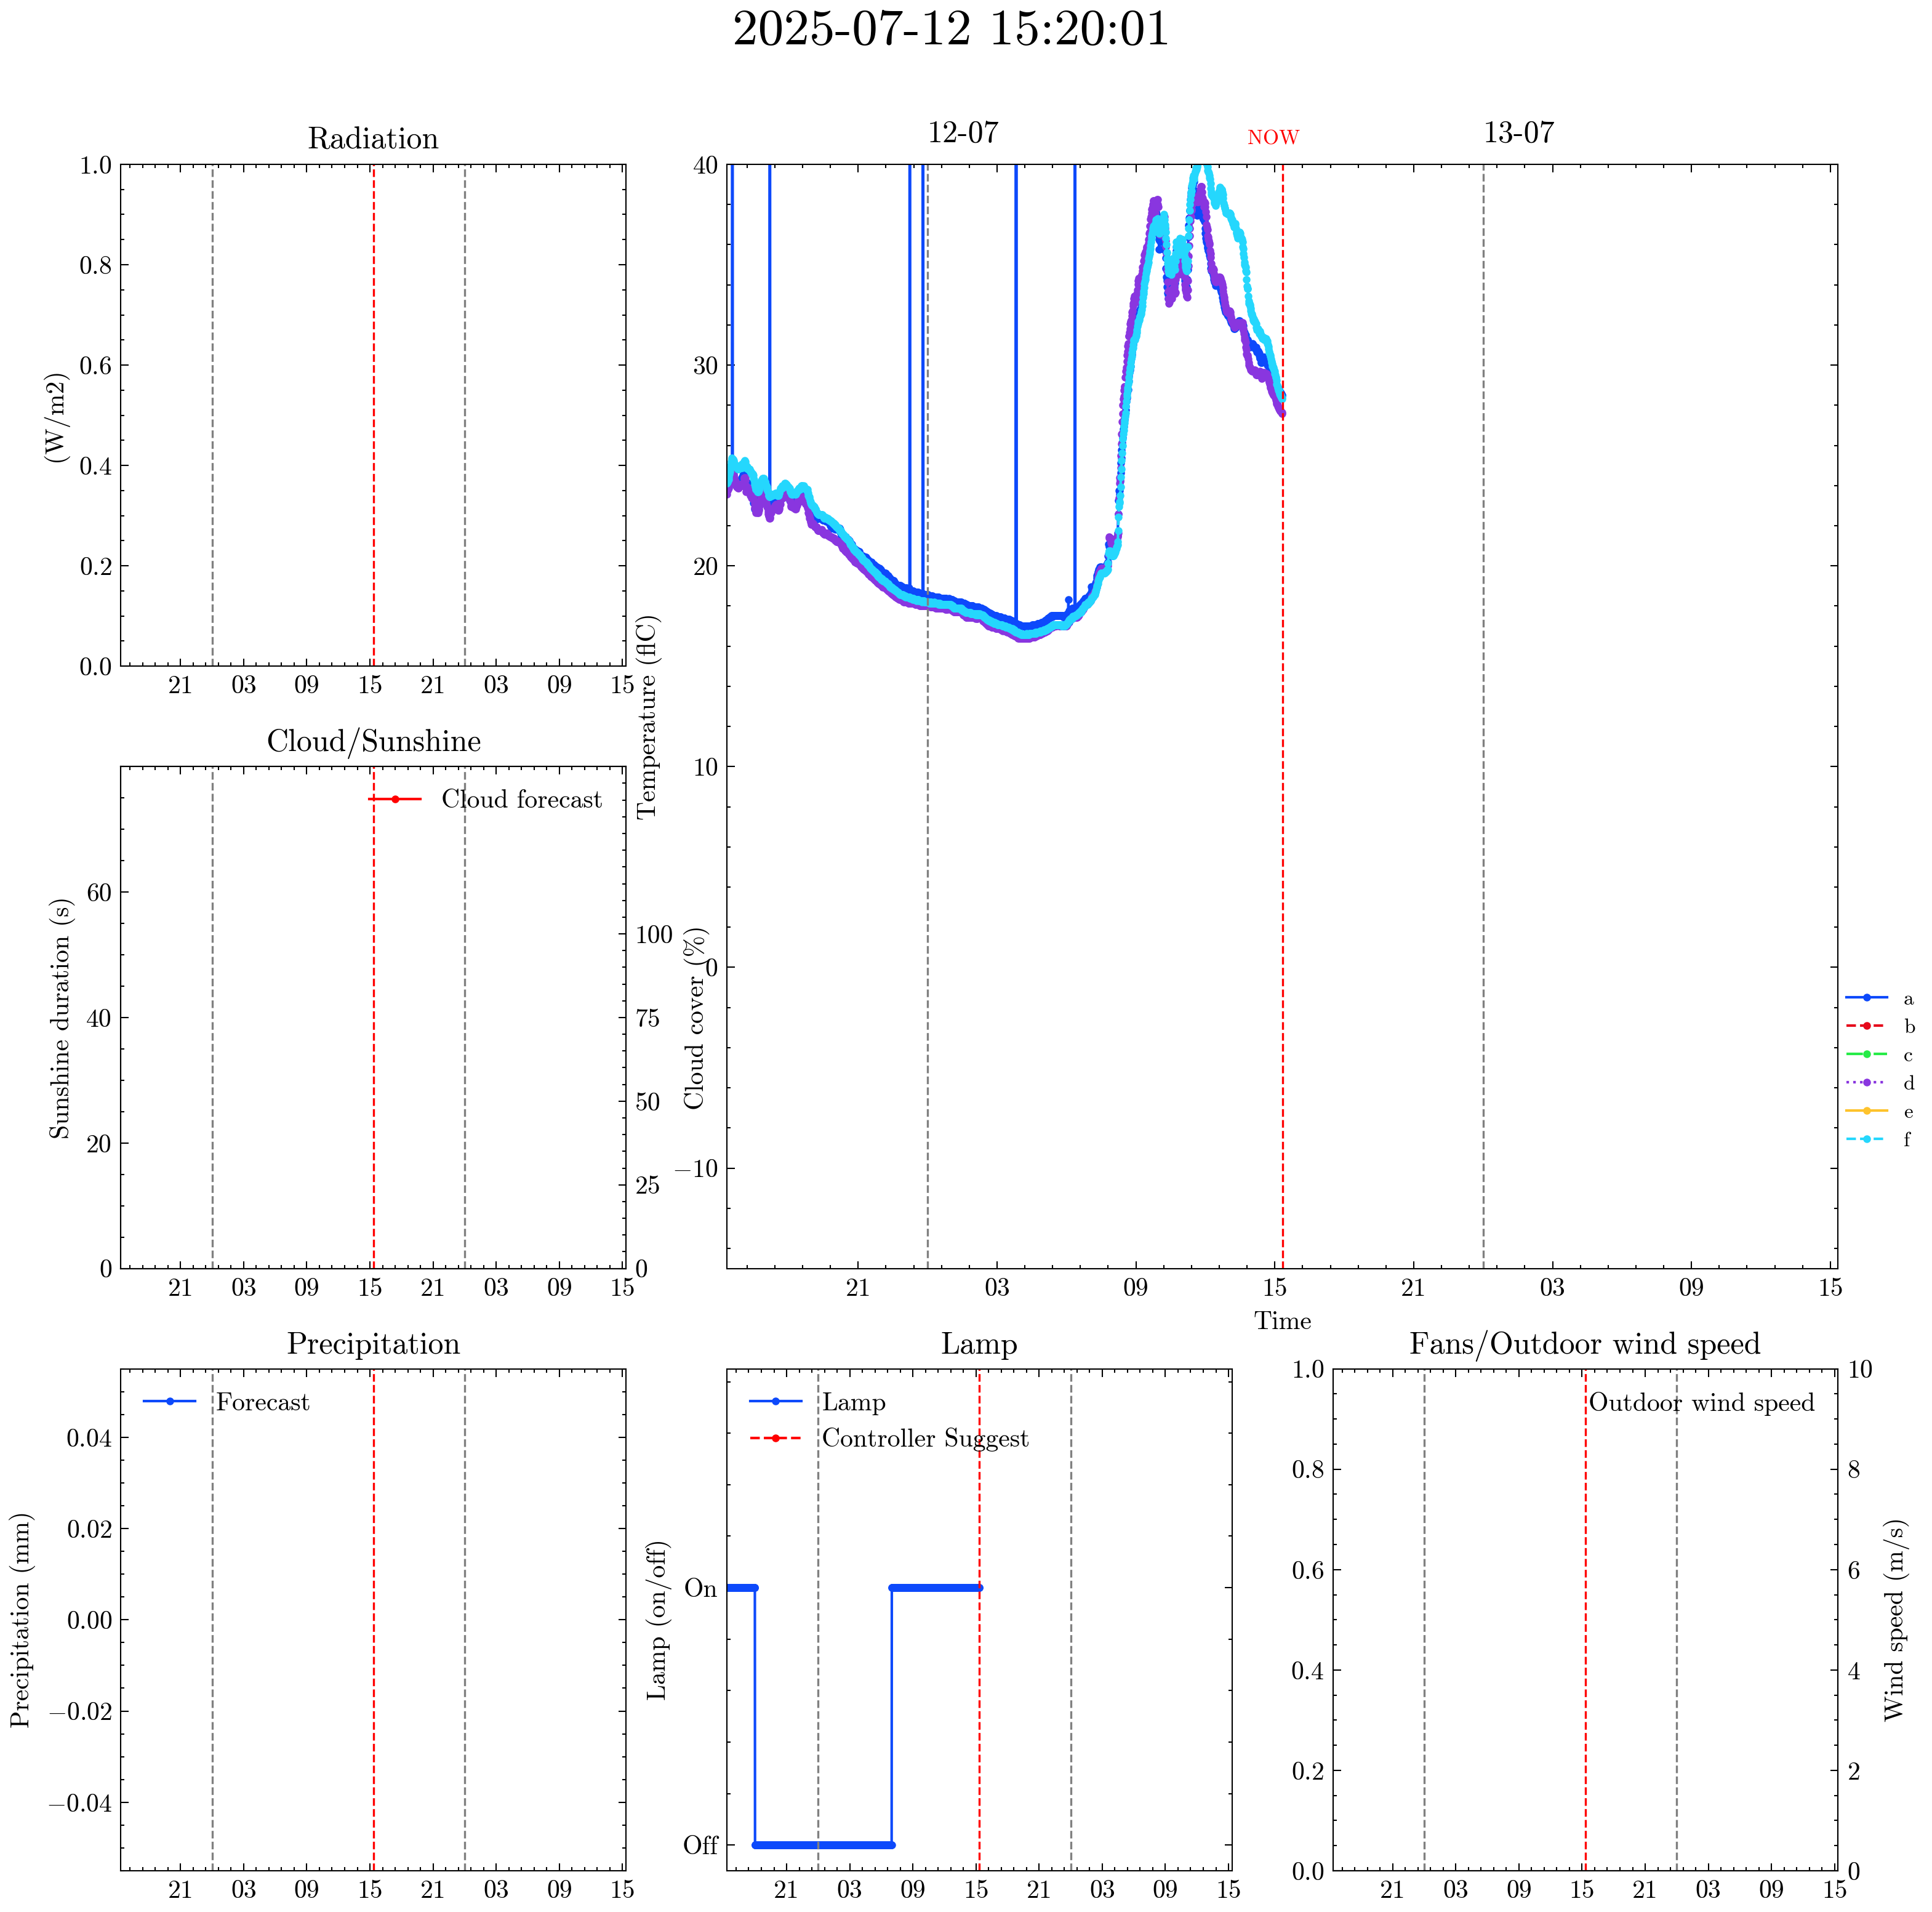 2025-07-12 15:20:01
Radiation
(W/m2)
1.0
0.8
0.6
0.4
0.2
0.0
21 03 09 15 21 03 09 15
12-07
NOW
13-07
Temperature (flC)
40
30
20
10
0
−10
21 03 09 15 21 03 09 15
Time
a
b
c
d
e
f
Cloud/Sunshine
Cloud forecast
Sunshine duration (s)
60
40
20
0
Cloud cover (%)
100
75
50
25
0
21 03 09 15 21 03 09 15
Precipitation
Forecast
Precipitation (mm)
0.04
0.02
0.00
−0.02
−0.04
21 03 09 15 21 03 09 15
Lamp
Lamp
Controller Suggest
Lamp (on/off)
On
Off
21 03 09 15 21 03 09 15
Fans/Outdoor wind speed
Outdoor wind speed
1.0
0.8
0.6
0.4
0.2
0.0
10
8
6
4
2
0
Wind speed (m/s)
21 03 09 15 21 03 09 15